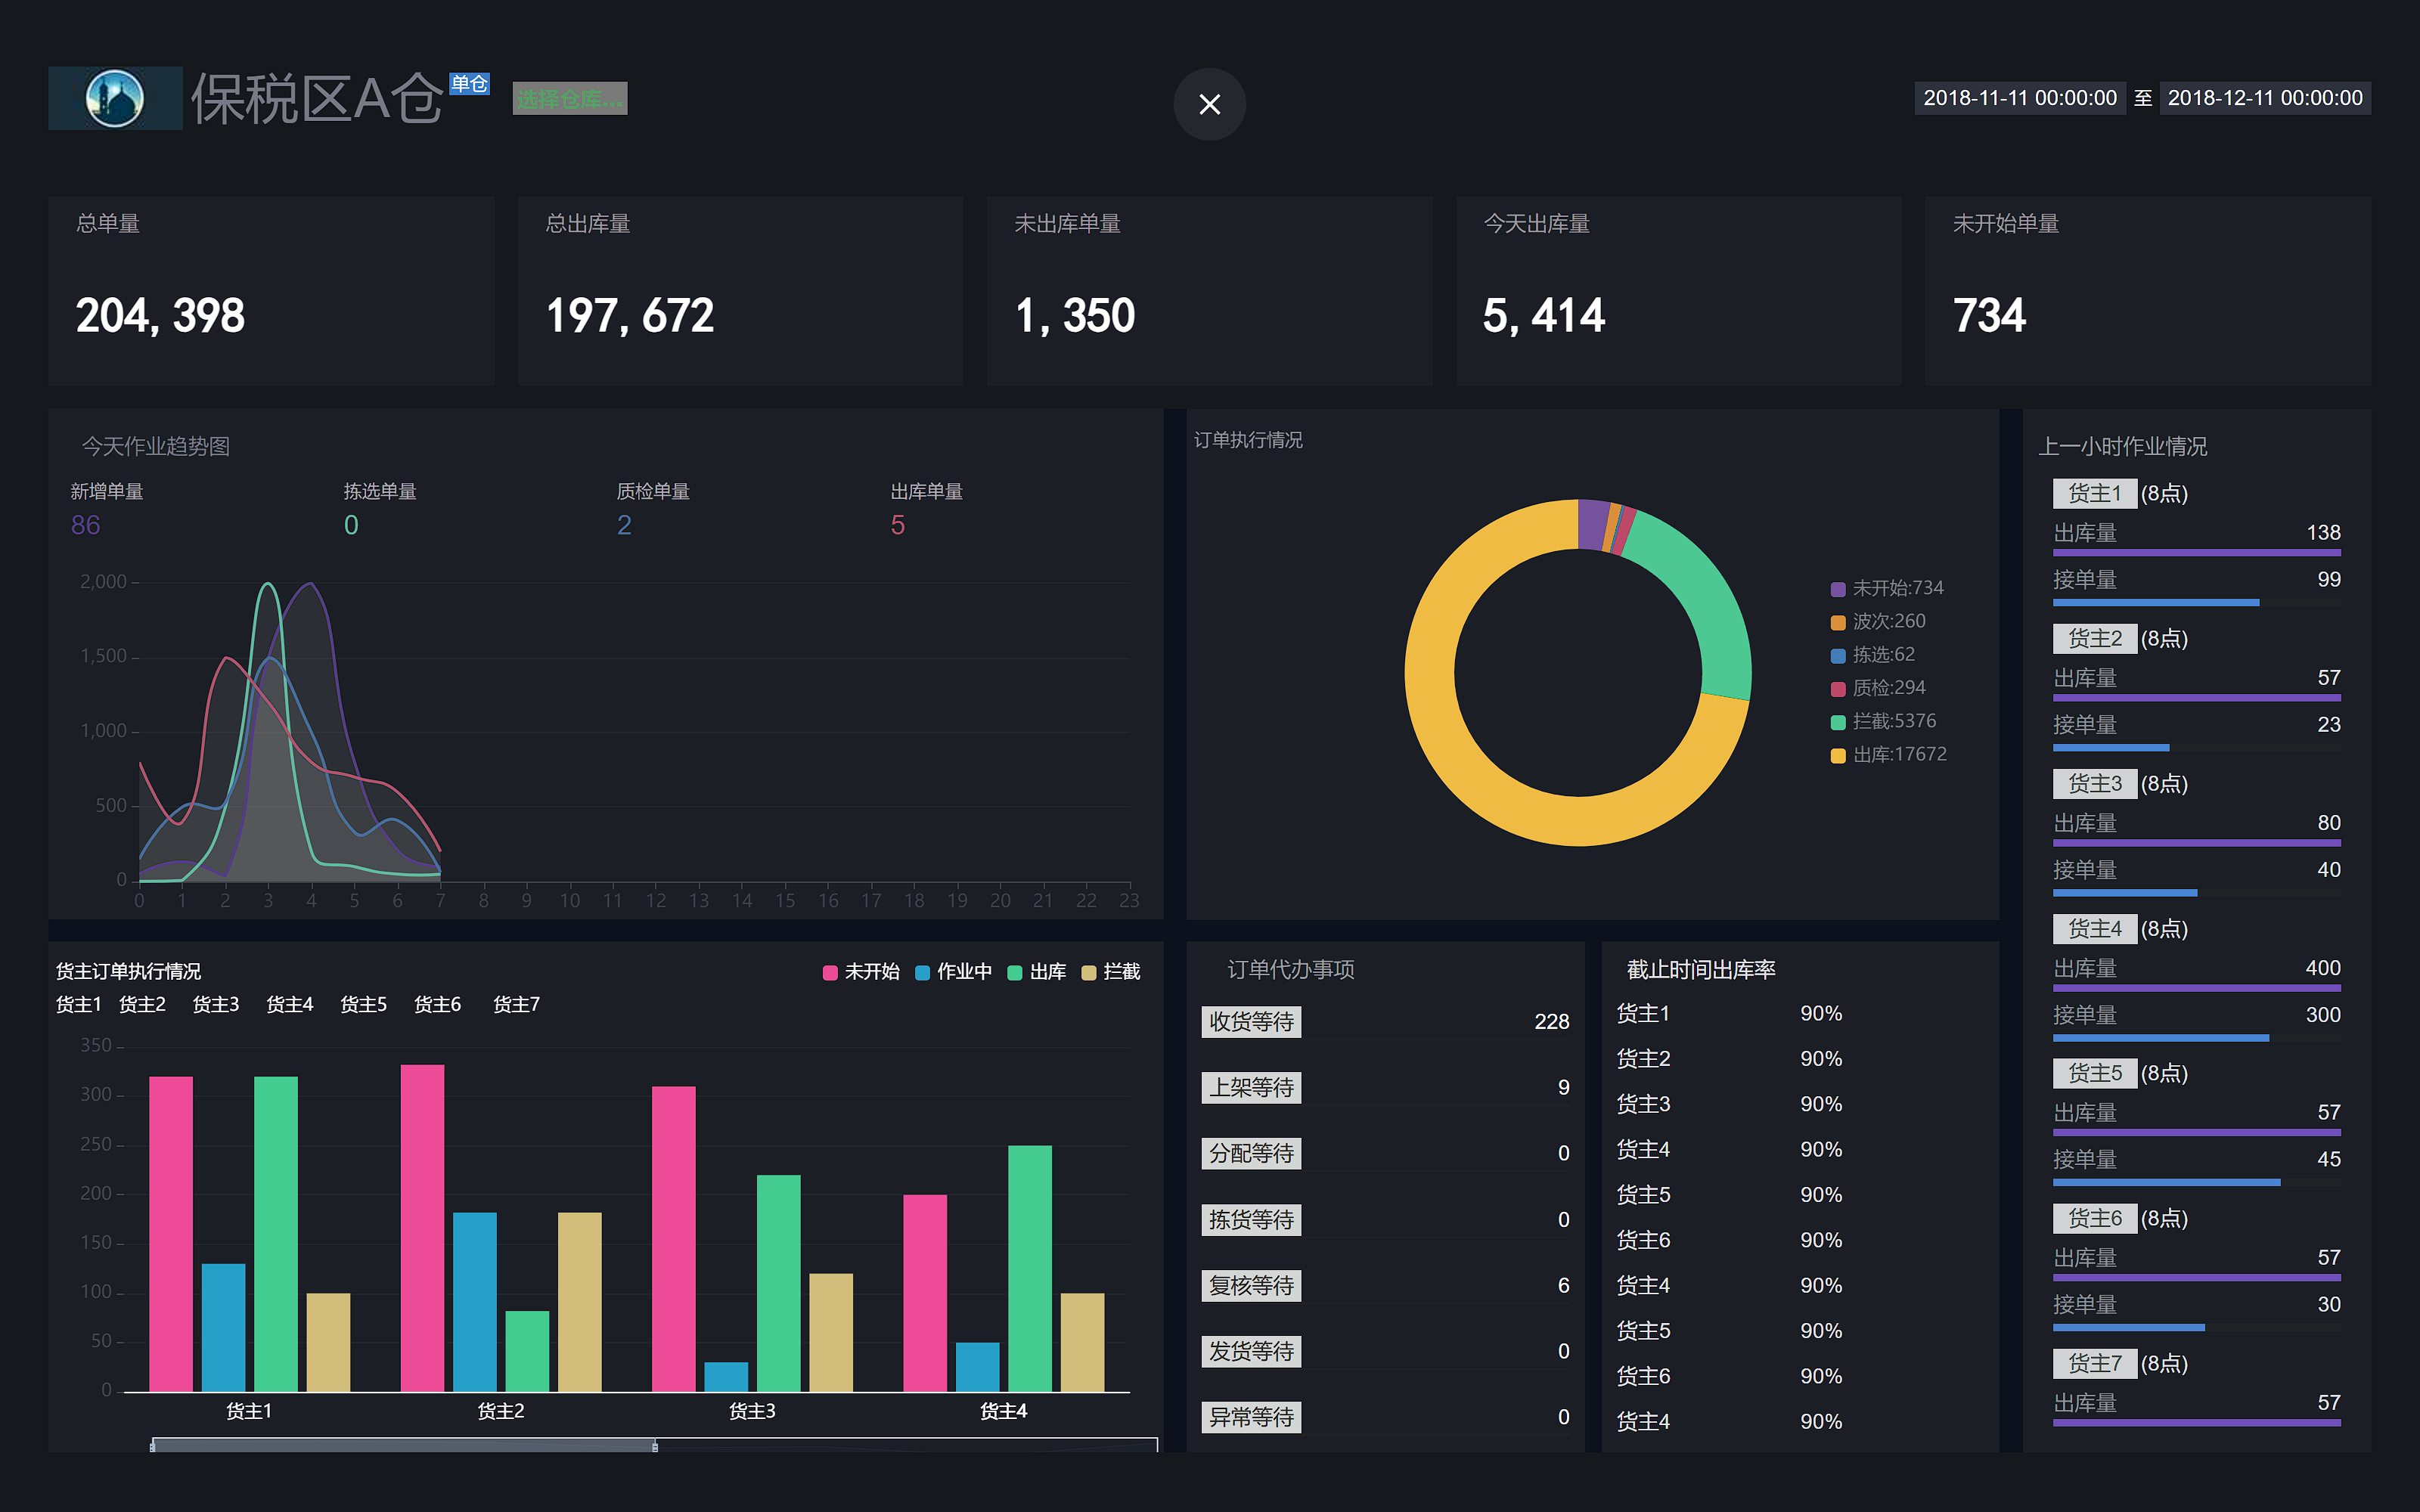 保税区A仓 单仓 选择仓库... 2018-11-11 00:00:00 至 2018-12-11 00:00:00
总单量
204,398
总出库量
197,672
未出库单量
1,350
今天出库量
5,414
未开始单量
734
今天作业趋势图
新增单量 拣选单量 质检单量 出库单量
86 0 2 5
2,000
1,500
1,000
500
0
0 1 2 3 4 5 6 7 8 9 10 11 12 13 14 15 16 17 18 19 20 21 22 23
订单执行情况
未开始:734
波次:260
拣选:62
质检:294
拦截:5376
出库:17672
上一小时作业情况
货主1 (8点)
出库量 138
接单量 99
货主2 (8点)
出库量 57
接单量 23
货主3 (8点)
出库量 80
接单量 40
货主4 (8点)
出库量 400
接单量 300
货主5 (8点)
出库量 57
接单量 45
货主6 (8点)
出库量 57
接单量 30
货主7 (8点)
出库量 57
货主订单执行情况 未开始 作业中 出库 拦截
货主1 货主2 货主3 货主4 货主5 货主6 货主7
350
300
250
200
150
100
50
0
货主1 货主2 货主3 货主4
订单代办事项
收货等待 228
上架等待 9
分配等待 0
拣货等待 0
复核等待 6
发货等待 0
异常等待 0
截止时间出库率
货主1 90%
货主2 90%
货主3 90%
货主4 90%
货主5 90%
货主6 90%
货主4 90%
货主5 90%
货主6 90%
货主4 90%